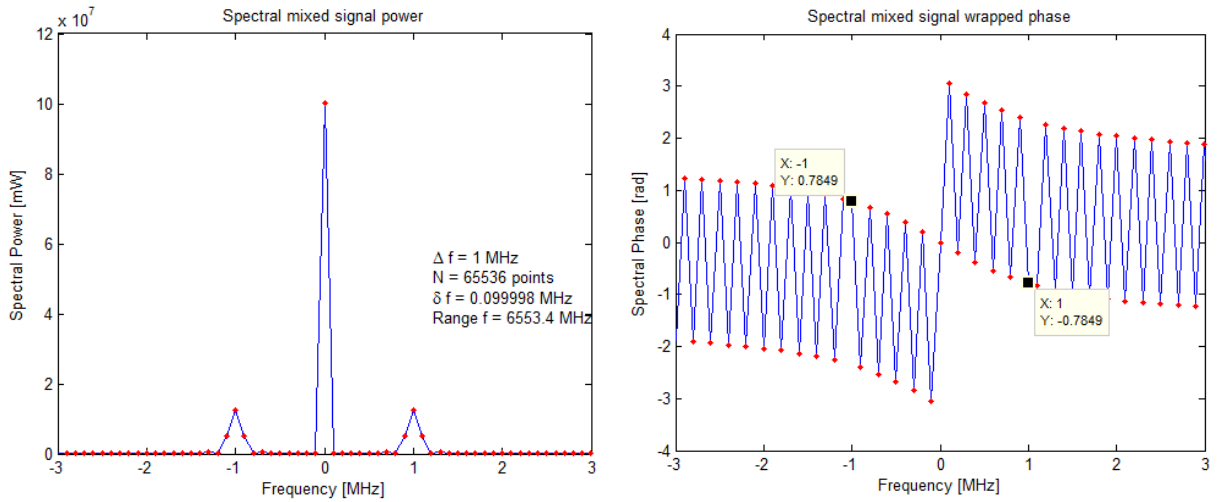 Spectral mixed signal power
x 10^7
12
10
8
6
4
2
0
-3 -2 -1 0 1 2 3
Frequency [MHz]
Spectral Power [mW]
Δ f = 1 MHz
N = 65536 points
δ f = 0.099998 MHz
Range f = 6553.4 MHz
Spectral mixed signal wrapped phase
4
3
2
1
0
-1
-2
-3
-4
-3 -2 -1 0 1 2 3
Frequency [MHz]
Spectral Phase [rad]
X: -1
Y: 0.7849
X: 1
Y: -0.7849